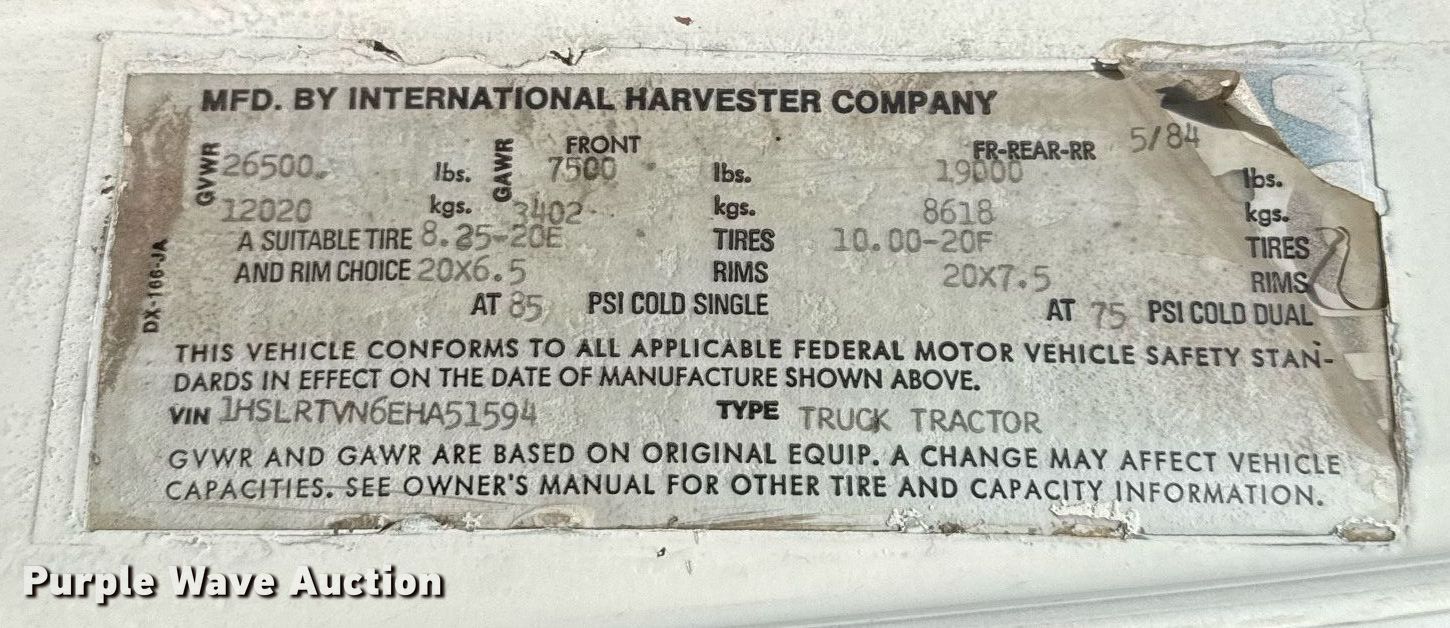 MFD. BY INTERNATIONAL HARVESTER COMPANY
5/84
GVWR 26500 lbs. GAWR FRONT 7500 lbs. FR-REAR-RR 19000 lbs.
12020 kgs. 3402 kgs. 8618 kgs.
A SUITABLE TIRE 8.25-20E TIRES 10.00-20F TIRES
AND RIM CHOICE 20X6.5 RIMS 20X7.5 RIMS
AT 85 PSI COLD SINGLE AT 75 PSI COLD DUAL
DX-166-JA
THIS VEHICLE CONFORMS TO ALL APPLICABLE FEDERAL MOTOR VEHICLE SAFETY STAN-
DARDS IN EFFECT ON THE DATE OF MANUFACTURE SHOWN ABOVE.
VIN 1HSLRTVN6EHA51594 TYPE TRUCK TRACTOR
GVWR AND GAWR ARE BASED ON ORIGINAL EQUIP. A CHANGE MAY AFFECT VEHICLE
CAPACITIES. SEE OWNER'S MANUAL FOR OTHER TIRE AND CAPACITY INFORMATION.
Purple Wave Auction